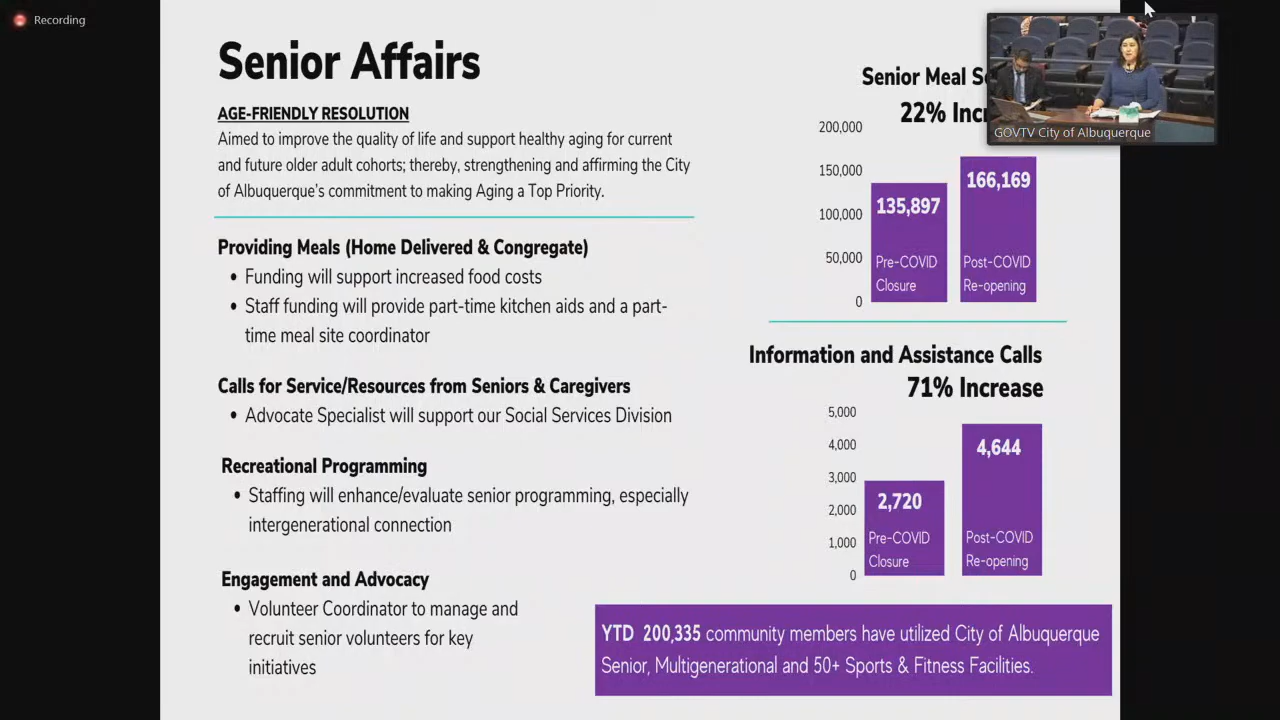 Recording
Senior Affairs
AGE-FRIENDLY RESOLUTION
Aimed to improve the quality of life and support healthy aging for current
and future older adult cohorts; thereby, strengthening and affirming the City
of Albuquerque's commitment to making Aging a Top Priority.
Providing Meals (Home Delivered & Congregate)
• Funding will support increased food costs
• Staff funding will provide part-time kitchen aids and a part-
time meal site coordinator
Calls for Service/Resources from Seniors & Caregivers
• Advocate Specialist will support our Social Services Division
Recreational Programming
• Staffing will enhance/evaluate senior programming, especially
intergenerational connection
Engagement and Advocacy
• Volunteer Coordinator to manage and
recruit senior volunteers for key
initiatives
Senior Meal
22%
GOVTV City of Albuquerque
200,000
150,000
100,000
50,000
0
135,897
Pre-COVID
Closure
166,169
Post-COVID
Re-opening
Information and Assistance Calls
71% Increase
5,000
4,000
3,000
2,000
1,000
0
2,720
Pre-COVID
Closure
4,644
Post-COVID
Re-opening
YTD 200,335 community members have utilized City of Albuquerque
Senior, Multigenerational and 50+ Sports & Fitness Facilities.